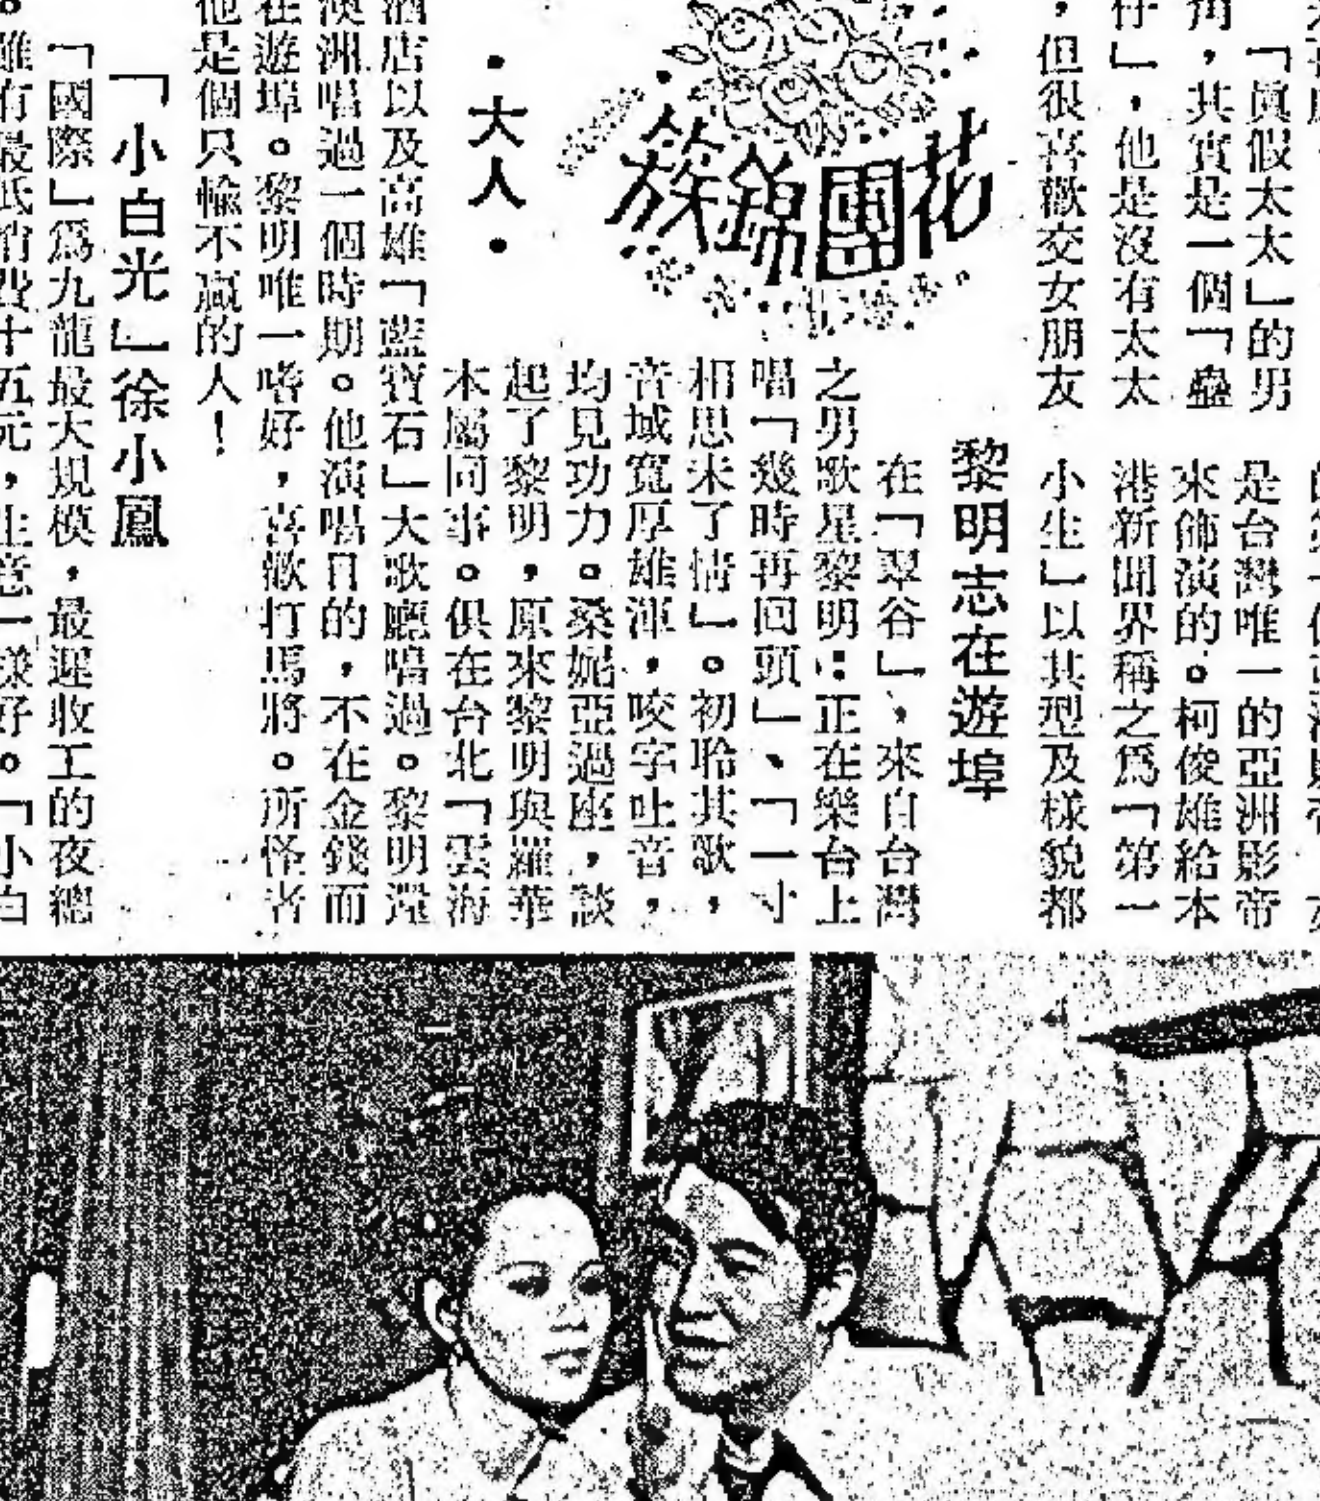 「眞假太太」的男
角,其實是一個「蠱
仔」,他是沒有太太
,但很喜歡交女朋友
是台灣唯一的亞洲影帝
來飾演的。柯俊雄給本
港新聞界稱之爲「第一
小生」以其型及樣貌都
花團錦簇
•大人•
黎明志在遊埠
在「翠谷」、來自台灣
之男歌星黎明:正在樂台上
唱「幾時再回頭」、「一寸
相思未了情」。初聆其歌,
音域寬厚雄渾,咬字吐音,
均見功力。桑妮亞過座,談
起了黎明,原來黎明與羅華
木屬同事。俱在台北「雲海
酒店以及高雄「藍寶石」大歌廳唱過。黎明還
澳洲唱過一個時期。他演唱目的,不在金錢而
在遊埠。黎明唯一嗜好,喜歡打馬將。所怪者
他是個只輸不贏的人!
「小白光」徐小鳳
「國際」爲九龍最大規模,最遲收工的夜總
。雖有最低消費十五元,生意一樣好。「小白